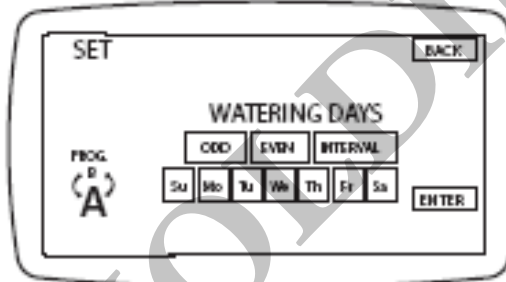 SET
BACK
WATERING DAYS
ODD EVEN INTERVAL
PROG.
B
A
Su Mo Tu We Th Fr Sa
ENTER